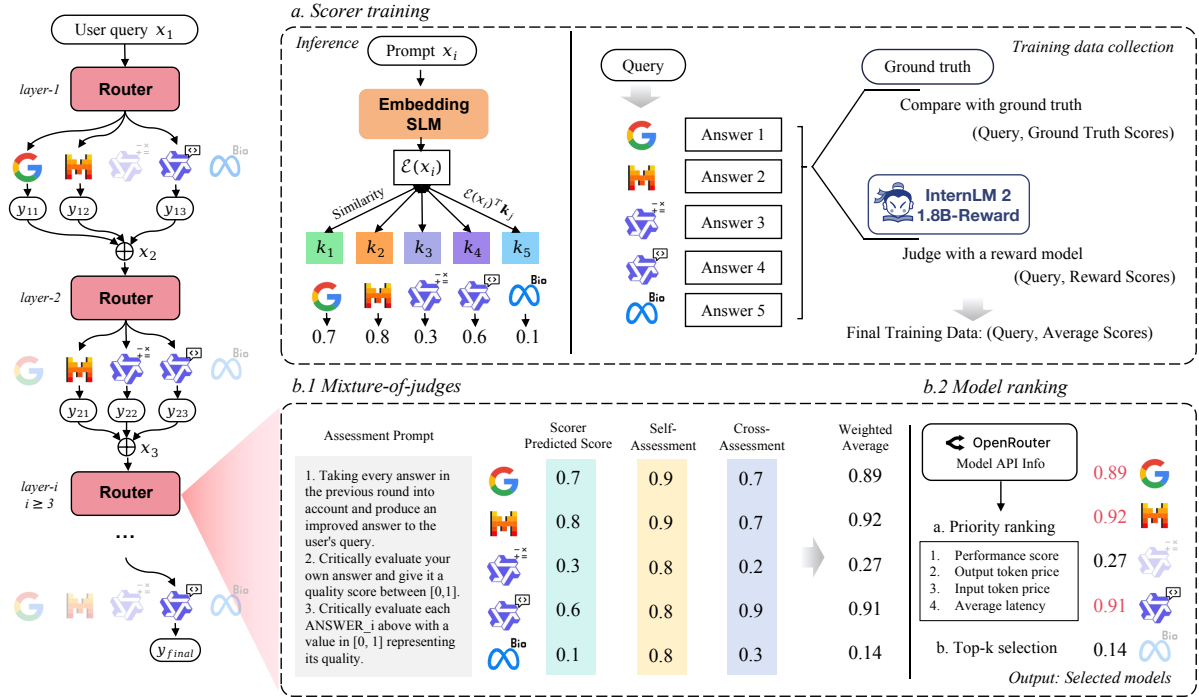 User query x₁
layer-1
Router
Bio
y₁₁
y₁₂
y₁₃
x₂
layer-2
Router
Bio
y₂₁
y₂₂
y₂₃
x₃
layer-i
i ≥ 3
Router
...
Bio
y_final
a. Scorer training
Inference
Prompt xᵢ
Embedding
SLM
ℰ(xᵢ)
Similarity
ℰ(xᵢ)ᵀkⱼ
k₁ k₂ k₃ k₄ k₅
Bio
0.7 0.8 0.3 0.6 0.1
Training data collection
Query
Answer 1
Answer 2
Answer 3
Answer 4
Bio
Answer 5
Ground truth
Compare with ground truth
(Query, Ground Truth Scores)
InternLM 2
1.8B-Reward
Judge with a reward model
(Query, Reward Scores)
Final Training Data: (Query, Average Scores)
b.1 Mixture-of-judges
Assessment Prompt
1. Taking every answer in
the previous round into
account and produce an
improved answer to the
user's query.
2. Critically evaluate your
own answer and give it a
quality score between [0,1].
3. Critically evaluate each
ANSWER_i above with a
value in [0, 1] representing
its quality.
Scorer
Predicted Score
Self-
Assessment
Cross-
Assessment
Weighted
Average
0.7 0.9 0.7 0.89
0.8 0.9 0.7 0.92
0.3 0.8 0.2 0.27
0.6 0.8 0.9 0.91
Bio
0.1 0.8 0.3 0.14
b.2 Model ranking
OpenRouter
Model API Info
a. Priority ranking
1. Performance score
2. Output token price
3. Input token price
4. Average latency
b. Top-k selection
0.89
0.92
0.27
0.91
Bio
0.14
Output: Selected models